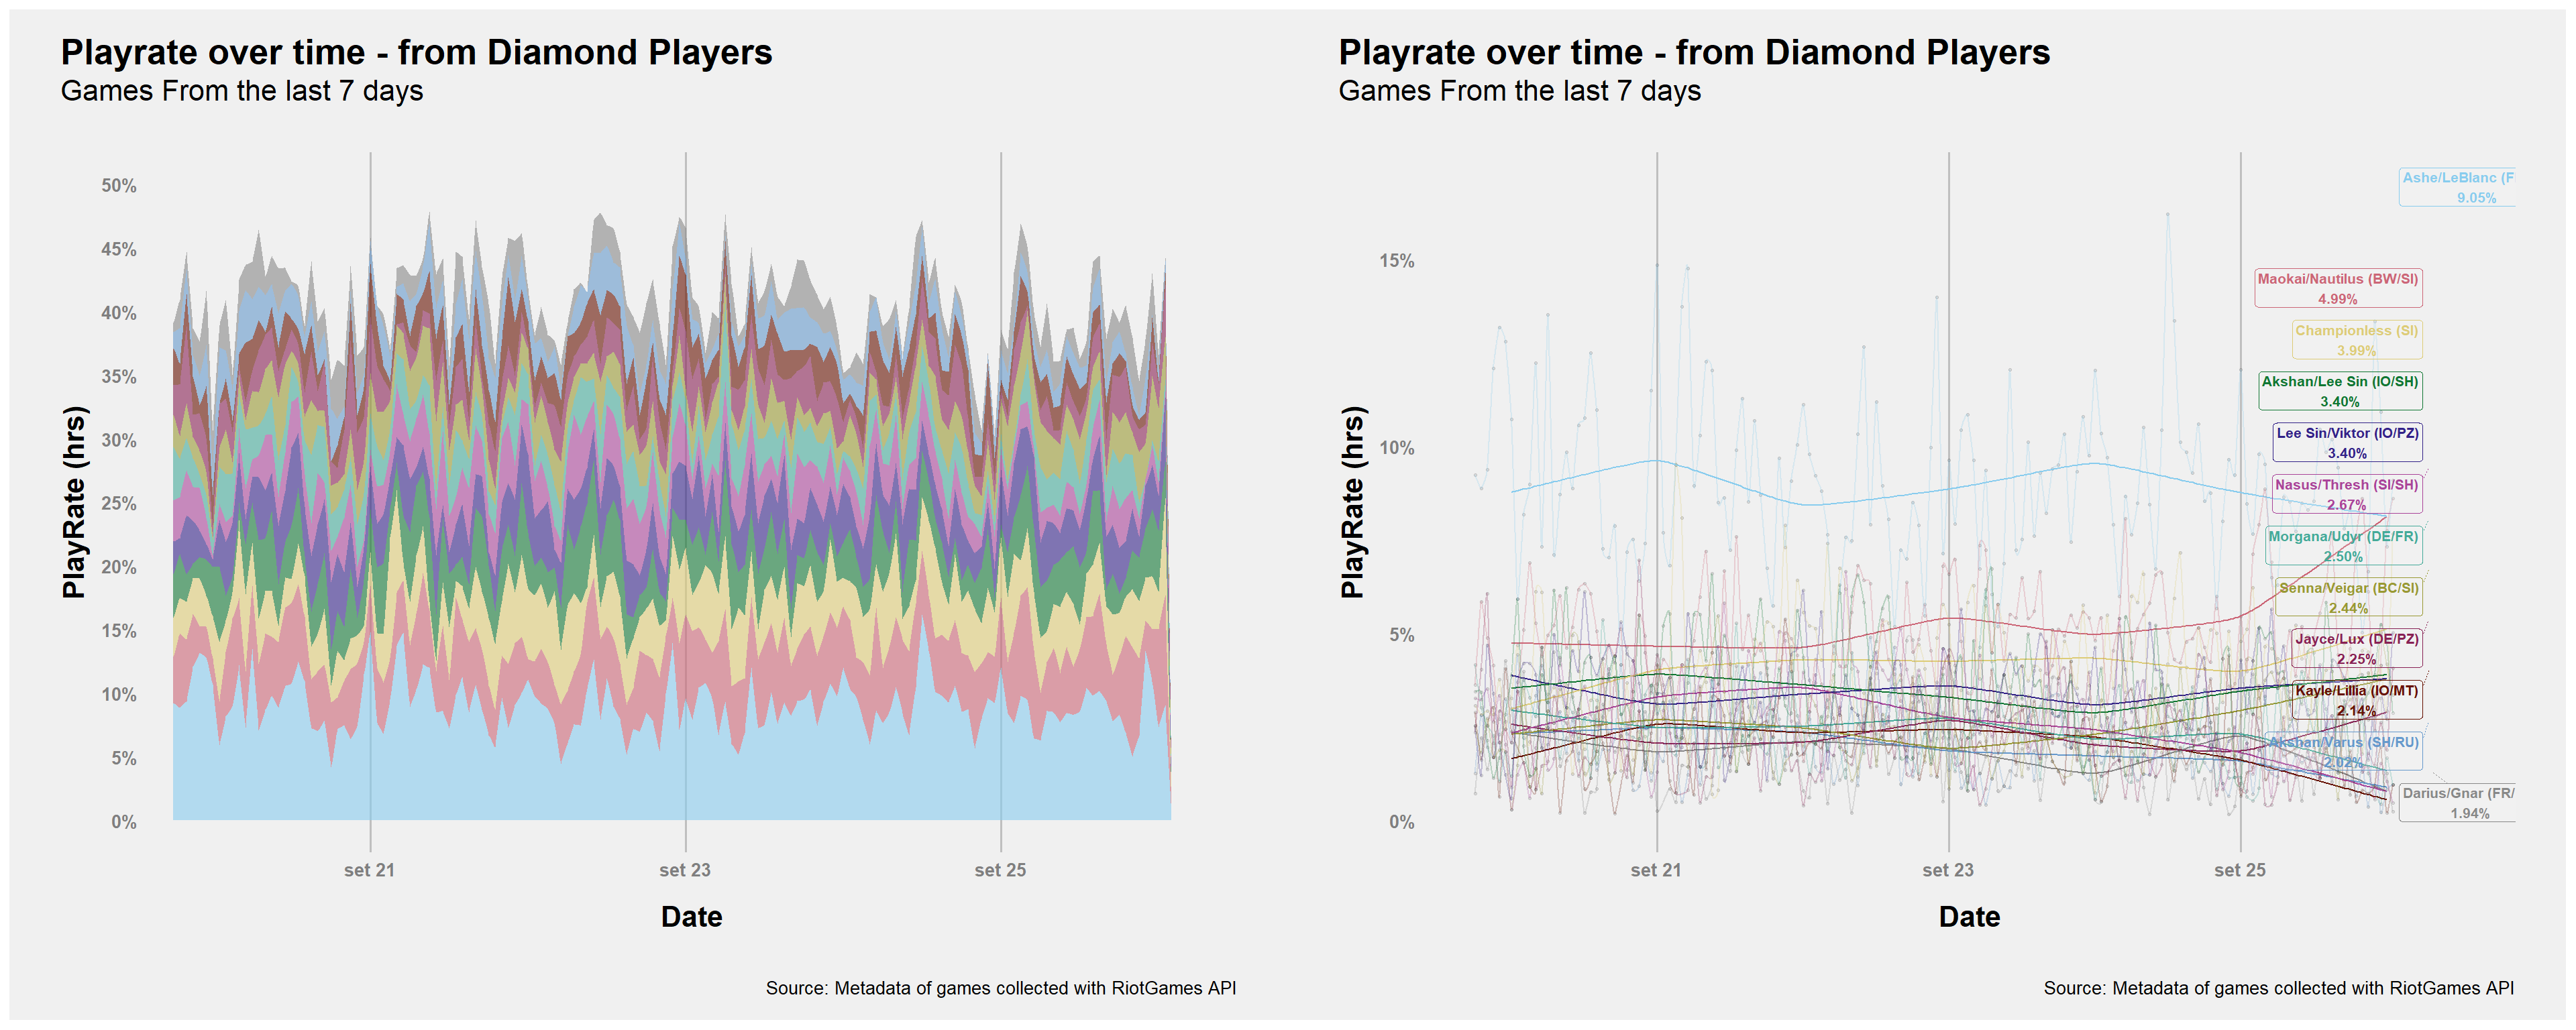 Playrate over time - from Diamond Players
Games From the last 7 days
PlayRate (hrs)
50%
45%
40%
35%
30%
25%
20%
15%
10%
5%
0%
set 21
set 23
set 25
Date
Source: Metadata of games collected with RiotGames API
Playrate over time - from Diamond Players
Games From the last 7 days
PlayRate (hrs)
15%
10%
5%
0%
Ashe/LeBlanc (F
9.05%
Maokai/Nautilus (BW/SI)
4.99%
Championless (SI)
3.99%
Akshan/Lee Sin (IO/SH)
3.40%
Lee Sin/Viktor (IO/PZ)
3.40%
Nasus/Thresh (SI/SH)
2.67%
Morgana/Udyr (DE/FR)
2.50%
Senna/Veigar (BC/SI)
2.44%
Jayce/Lux (DE/PZ)
2.25%
Kayle/Lillia (IO/MT)
2.14%
Akshan/Varus (SH/RU)
2.02%
Darius/Gnar (FR/
1.94%
set 21
set 23
set 25
Date
Source: Metadata of games collected with RiotGames API